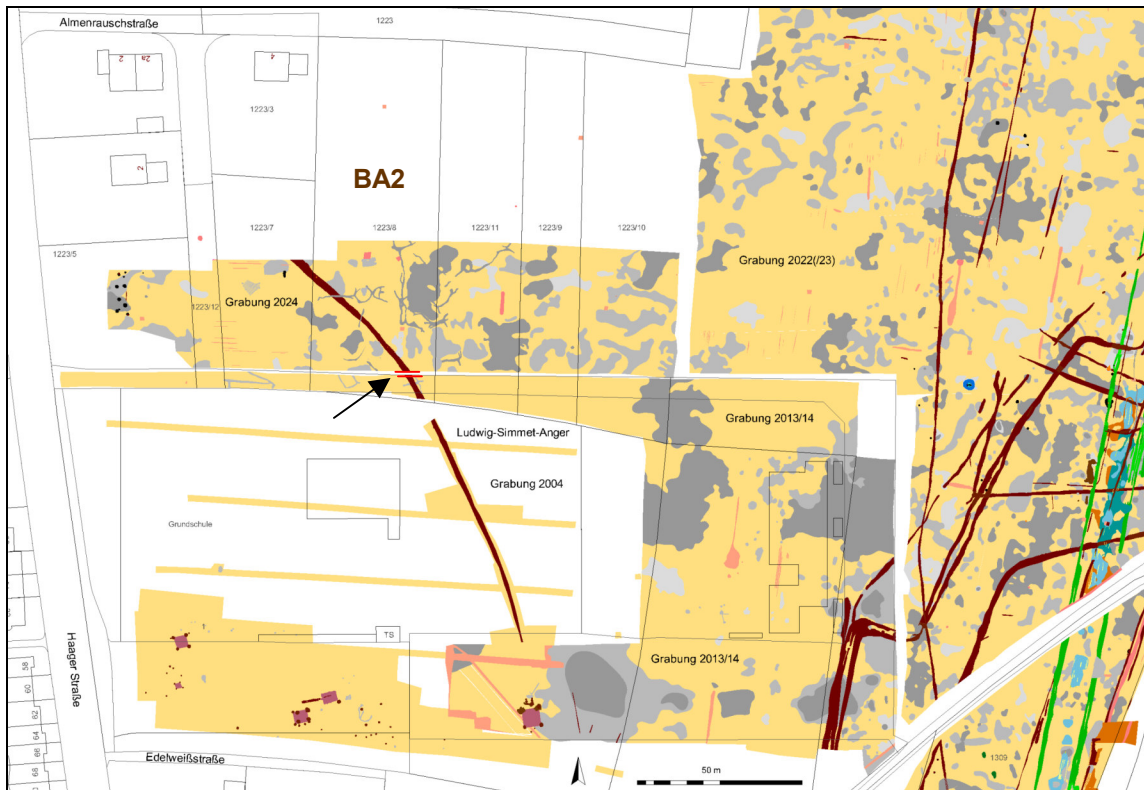 Almenrauschstraße
1223
2
2a
4
1223/3
2
BA2
1223/7
1223/8
1223/11
1223/9
1223/10
1223/5
Grabung 2022(/23)
Grabung 2024
1223/12
Grabung 2013/14
Ludwig-Simmet-Anger
Grabung 2004
Grundschule
Haager Straße
TS
Grabung 2013/14
58
60
62
64
66
68
Edelweißstraße
50 m
1309